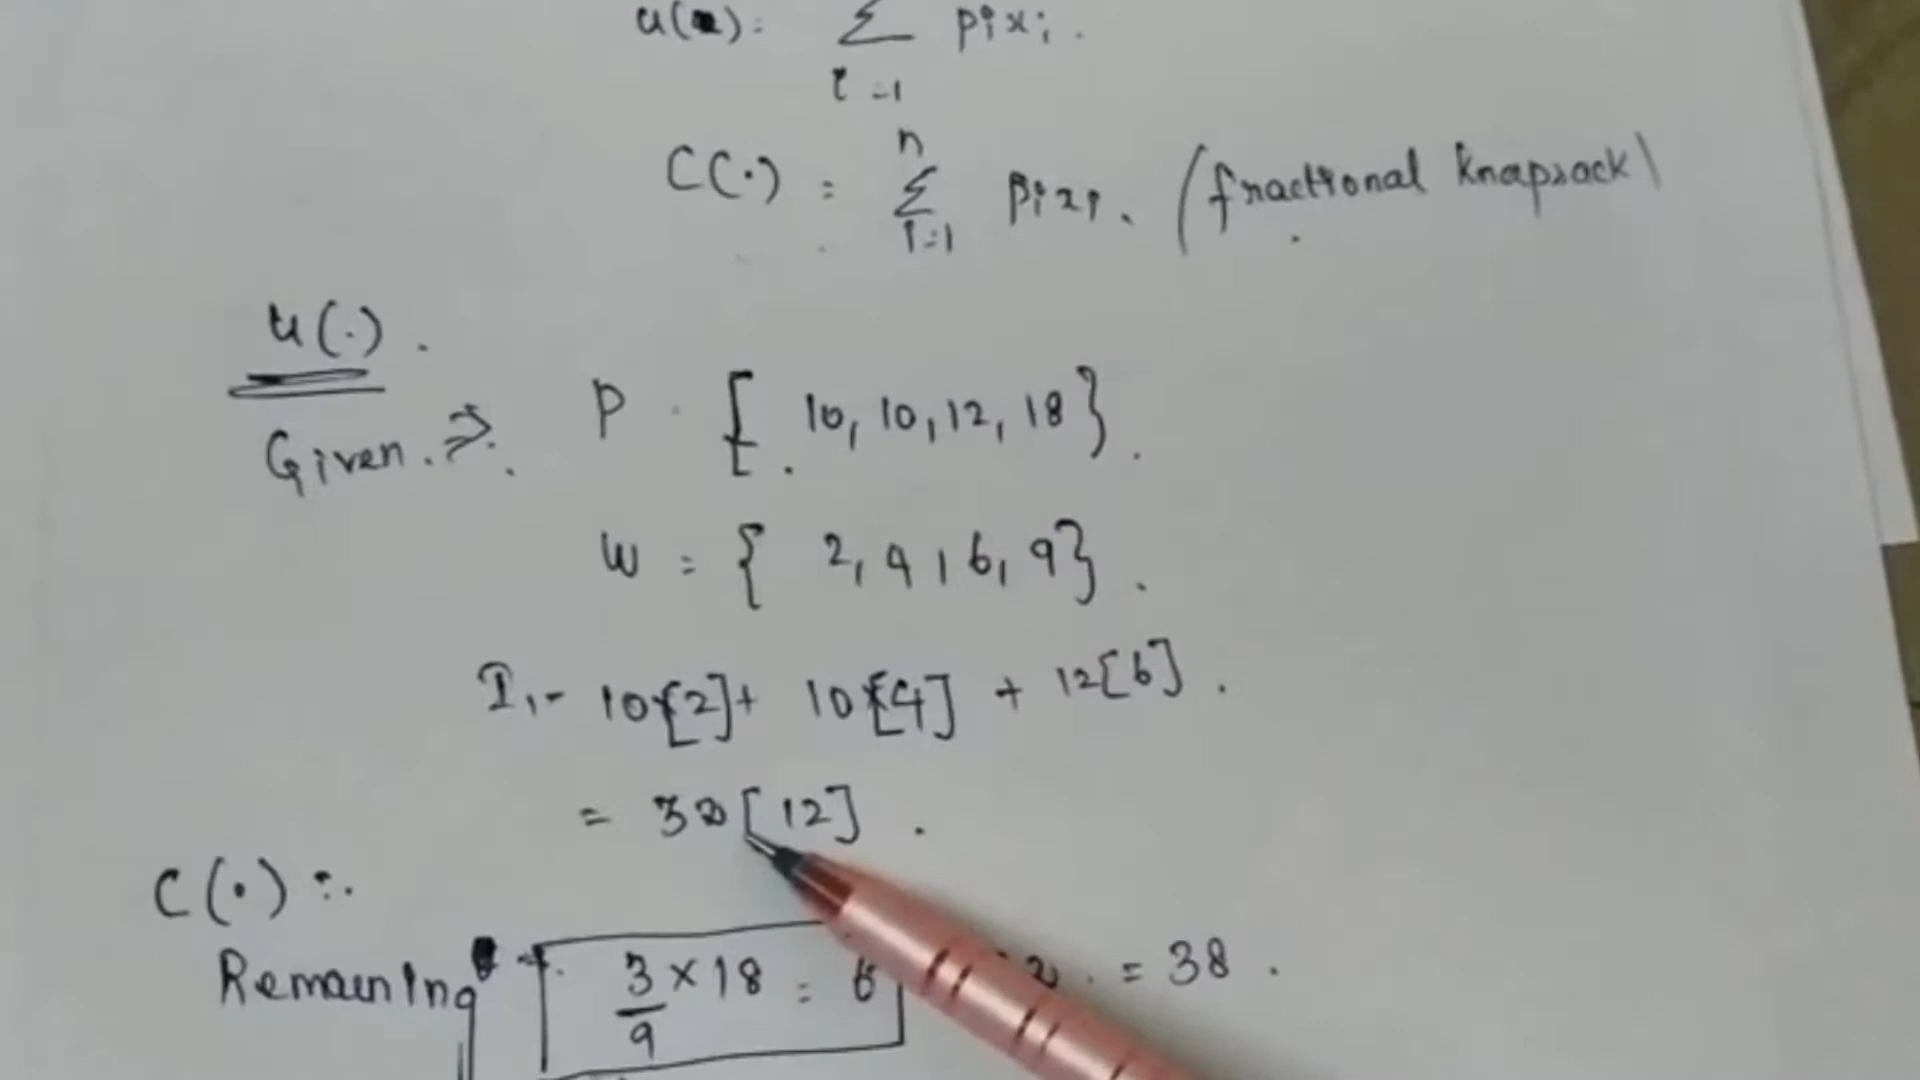 u(x) = Σ pixi.
i=1
n
C(.) = Σ pixi. (fractional knapsack)
i=1
u(.).
Given. ⇒. P. { 10, 10, 12, 18}.
W = { 2, 4, 6, 9}.
I1- 10[2]+ 10[4] + 12[6].
= 32[12].
C(.) :.
Remaining 3/9 × 18 = 6 = 38.